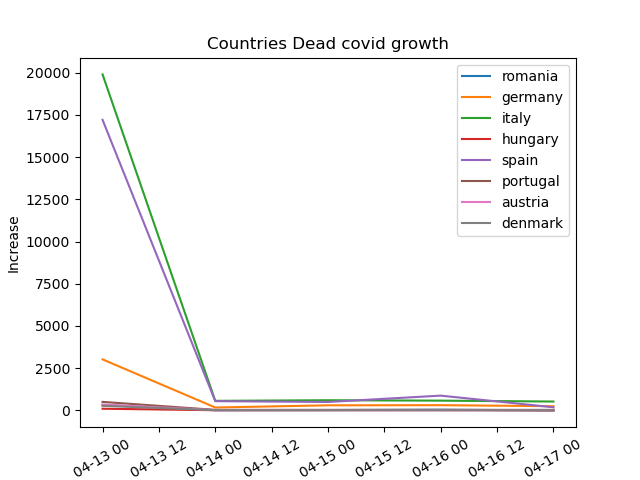 Countries Dead covid growth
Increase
20000
17500
15000
12500
10000
7500
5000
2500
0
romania
germany
italy
hungary
spain
portugal
austria
denmark
04-13 00
04-13 12
04-14 00
04-14 12
04-15 00
04-15 12
04-16 00
04-16 12
04-17 00